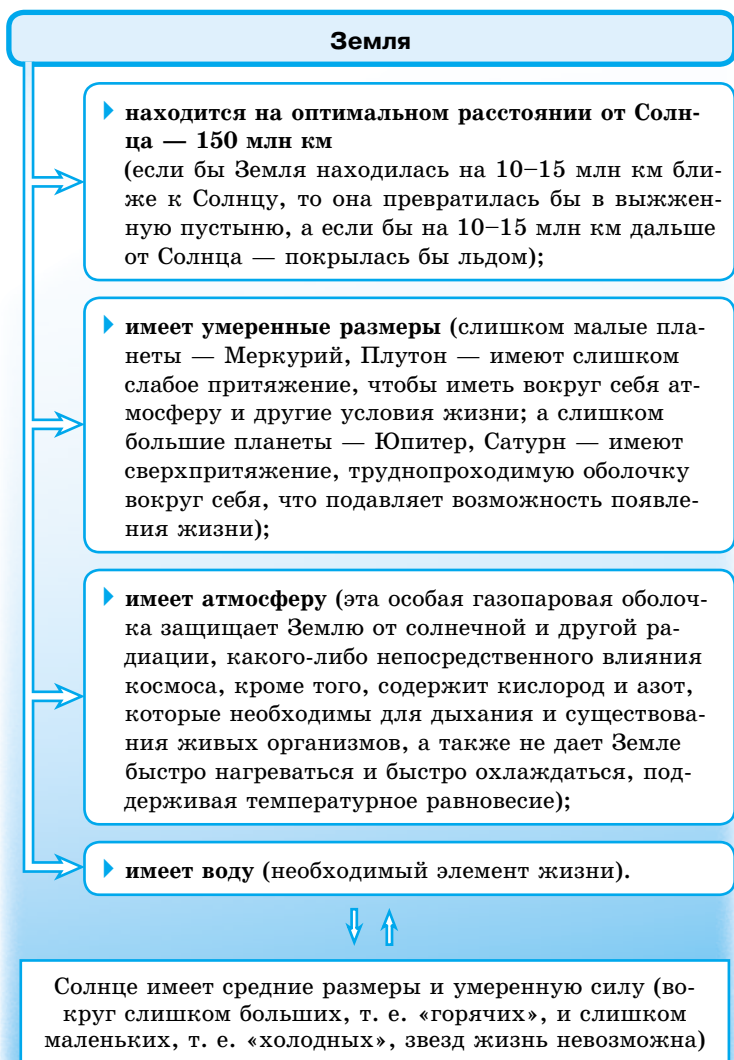 Земля
находится на оптимальном расстоянии от Солн-
ца — 150 млн км
(если бы Земля находилась на 10–15 млн км бли-
же к Солнцу, то она превратилась бы в выжжен-
ную пустыню, а если бы на 10–15 млн км дальше
от Солнца — покрылась бы льдом);
имеет умеренные размеры (слишком малые пла-
неты — Меркурий, Плутон — имеют слишком
слабое притяжение, чтобы иметь вокруг себя ат-
мосферу и другие условия жизни; а слишком
большие планеты — Юпитер, Сатурн — имеют
сверхпритяжение, труднопроходимую оболочку
вокруг себя, что подавляет возможность появле-
ния жизни);
имеет атмосферу (эта особая газопаровая оболоч-
ка защищает Землю от солнечной и другой ра-
диации, какого-либо непосредственного влияния
космоса, кроме того, содержит кислород и азот,
которые необходимы для дыхания и существова-
ния живых организмов, а также не дает Земле
быстро нагреваться и быстро охлаждаться, под-
держивая температурное равновесие);
имеет воду (необходимый элемент жизни).
Солнце имеет средние размеры и умеренную силу (во-
круг слишком больших, т. е. «горячих», и слишком
маленьких, т. е. «холодных», звезд жизнь невозможна)